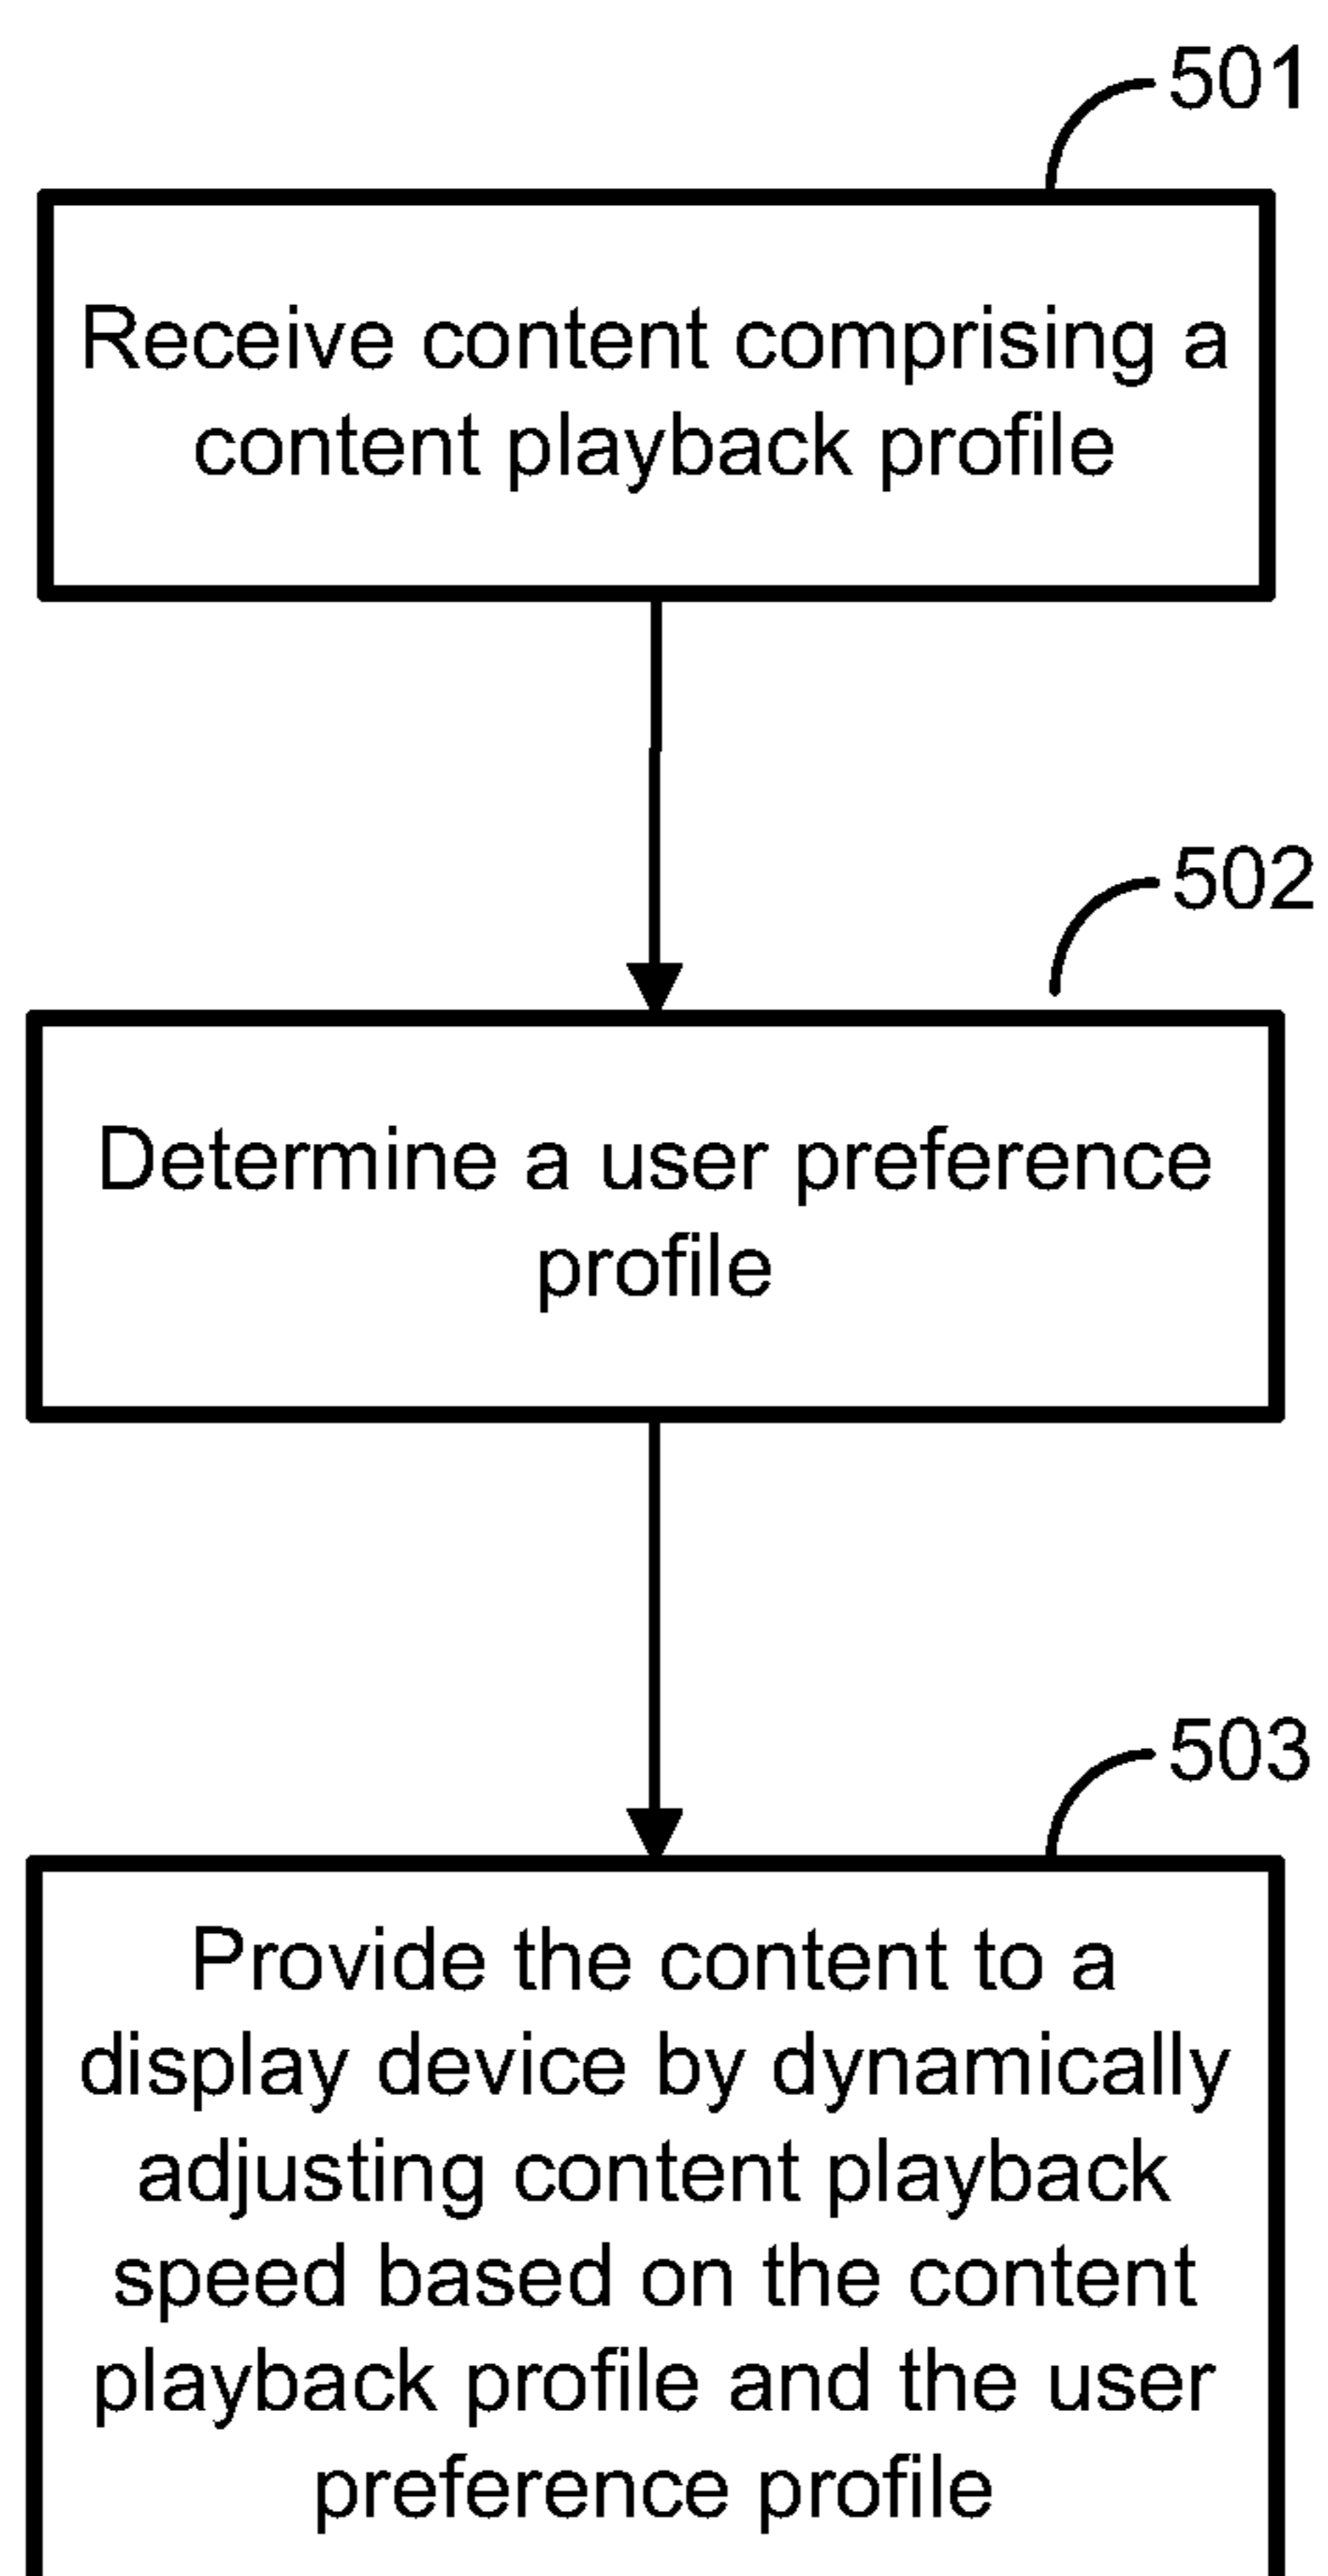 501
Receive content comprising a
content playback profile
502
Determine a user preference
profile
503
Provide the content to a
display device by dynamically
adjusting content playback
speed based on the content
playback profile and the user
preference profile